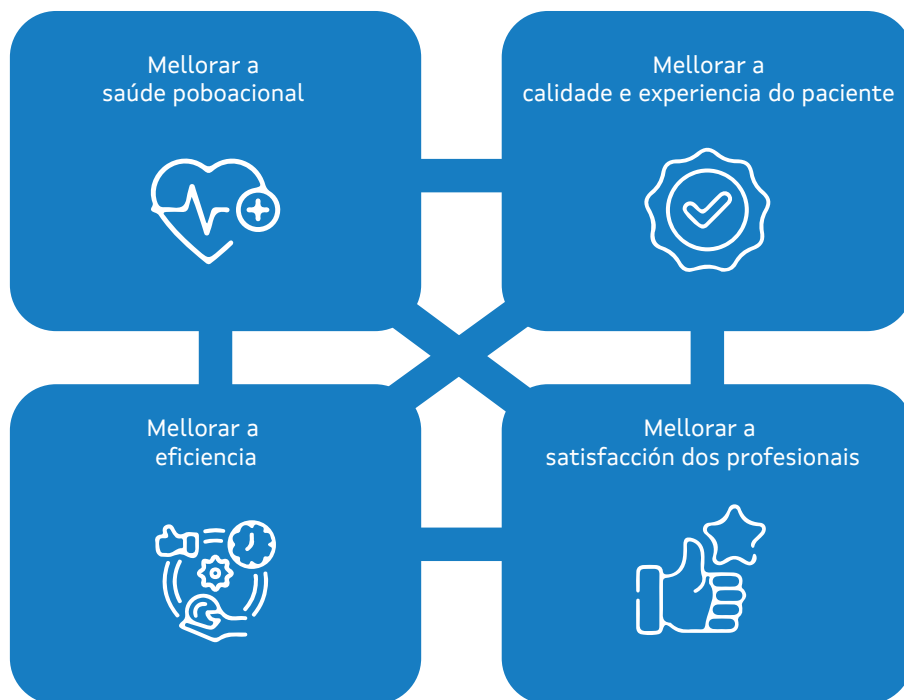 Mellorar a
saúde poboacional
Mellorar a
calidade e experiencia do paciente
Mellorar a
eficiencia
Mellorar a
satisfacción dos profesionais